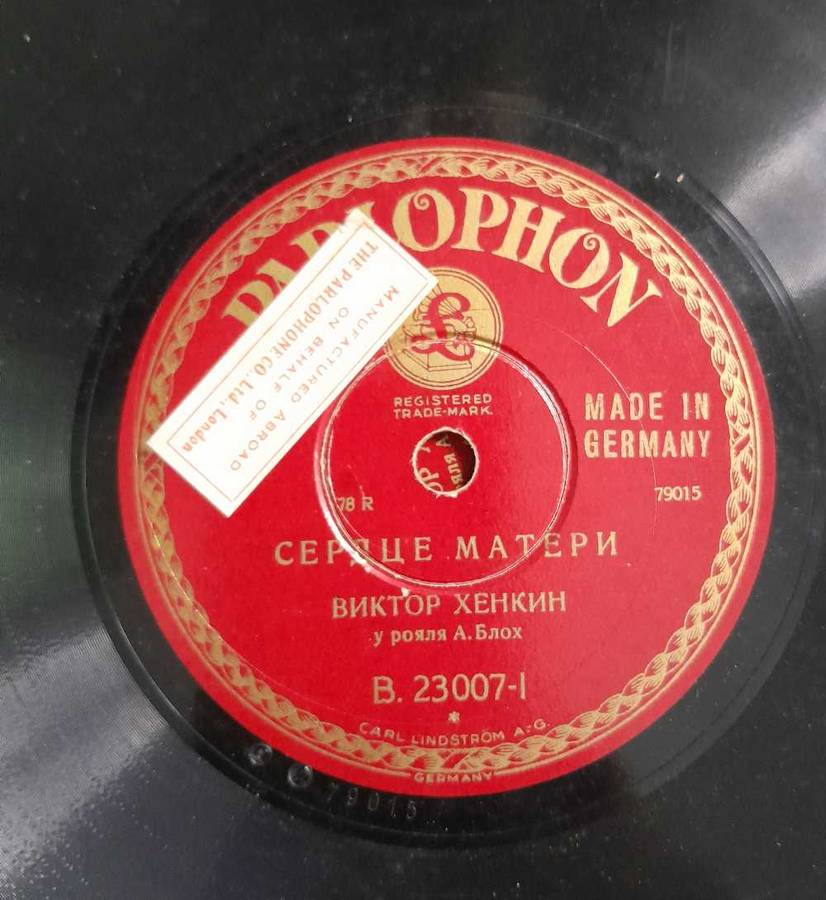 PARLOPHON
MANUFACTURED ABROAD
ON BEHALF OF
THE PARLOPHONE CO. Ltd., London
£
REGISTERED
TRADE-MARK.
MADE IN
GERMANY
78 R
79015
СЕРДЦЕ МАТЕРИ
ВИКТОР ХЕНКИН
у рояля А. Блох
B. 23007-I
*
CARL LINDSTRÖM A.-G.
GERMANY
79015